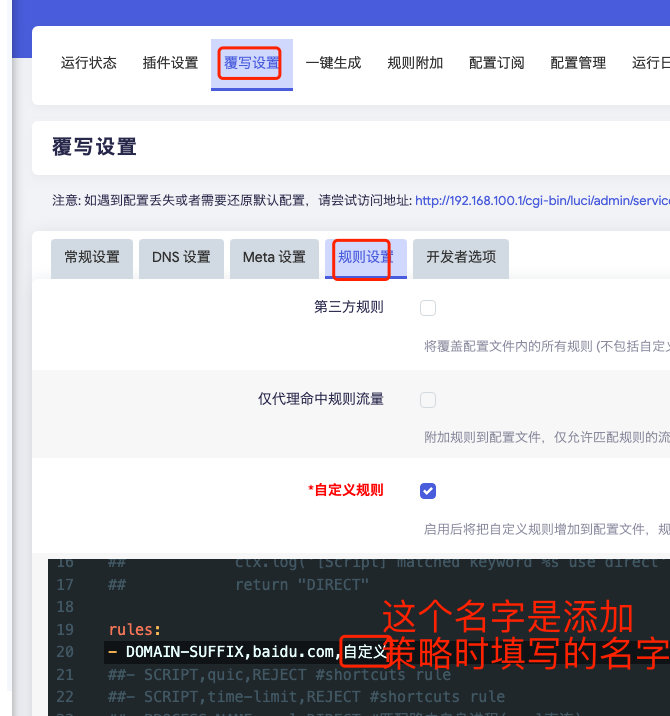 运行状态 插件设置 覆写设置 一键生成 规则附加 配置订阅 配置管理 运行日
覆写设置
注意: 如遇到配置丢失或者需要还原默认配置，请尝试访问地址: http://192.168.100.1/cgi-bin/luci/admin/servic
常规设置 DNS 设置 Meta 设置 规则设置 开发者选项
第三方规则
将覆盖配置文件内的所有规则 (不包括自定义
仅代理命中规则流量
附加规则到配置文件，仅允许匹配规则的流
*自定义规则
启用后将把自定义规则增加到配置文件，规
16 ## ctx.log('[Script] matched keyword %s use direct
17 ## return "DIRECT"
18
19 rules:
20 - DOMAIN-SUFFIX,baidu.com,自定义
这个名字是添加
策略时填写的名字
21 ##- SCRIPT,quic,REJECT #shortcuts rule
22 ##- SCRIPT,time-limit,REJECT #shortcuts rule